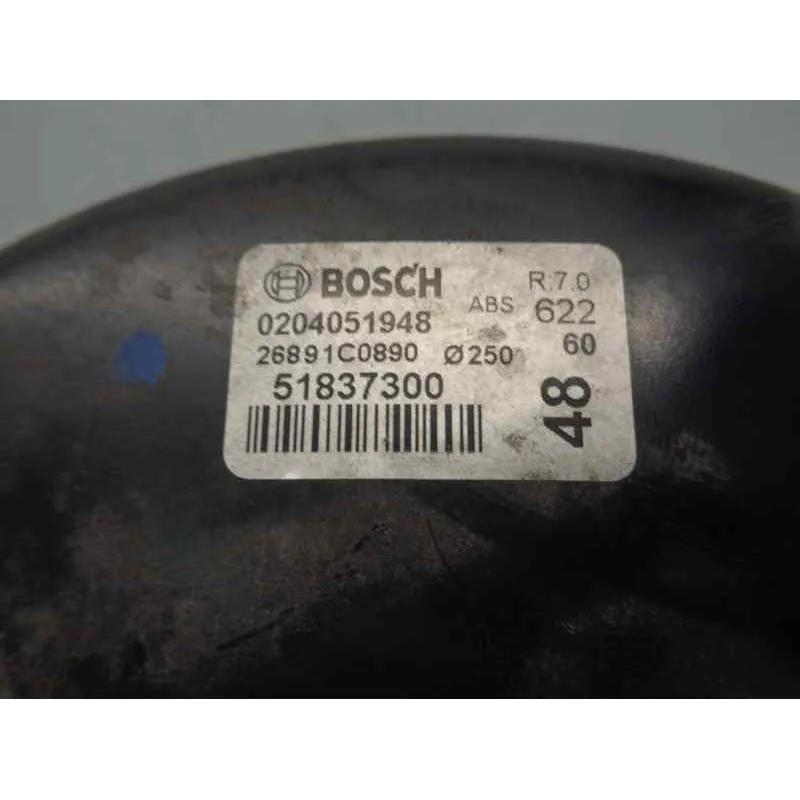 BOSCH R.7.0
0204051948 ABS 622
26891C0890 Ø250 60
51837300
48